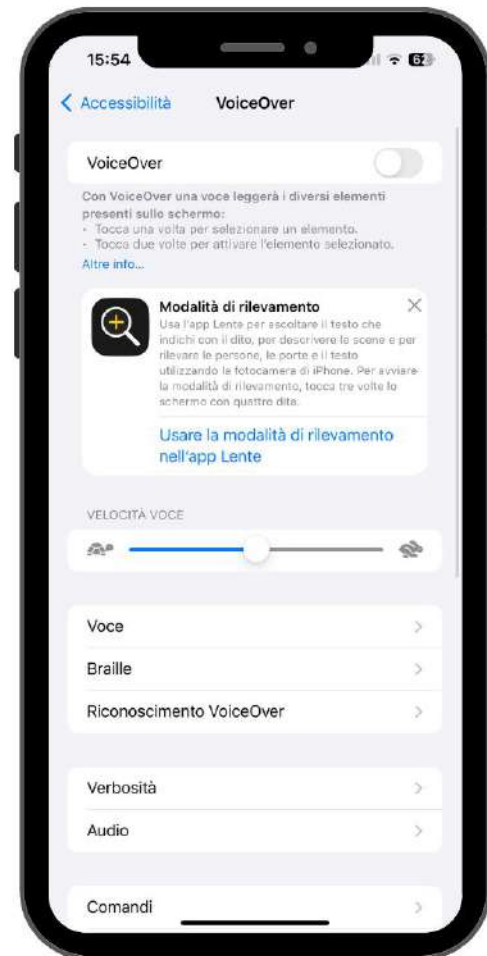 15:54
62
Accessibilità
VoiceOver
VoiceOver
Con VoiceOver una voce leggerà i diversi elementi
presenti sullo schermo:
- Tocca una volta per selezionare un elemento.
- Tocca due volte per attivare l'elemento selezionato.
Altre info...
Modalità di rilevamento
Usa l'app Lente per ascoltare il testo che
indichi con il dito, per descrivere le scene e per
rilevare le persone, le porte e il testo
utilizzando la fotocamera di iPhone. Per avviare
la modalità di rilevamento, tocca tre volte lo
schermo con quattro dita.
Usare la modalità di rilevamento
nell'app Lente
VELOCITÀ VOCE
Voce
Braille
Riconoscimento VoiceOver
Verbosità
Audio
Comandi